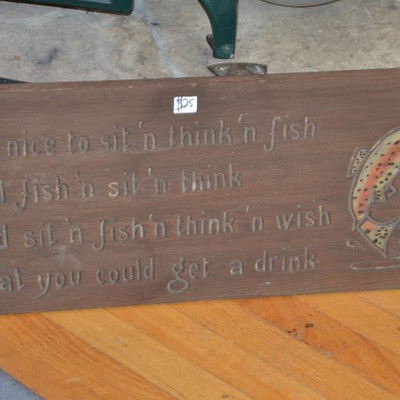 $25
nice to sit 'n think 'n fish
fish 'n sit 'n think
sit 'n fish 'n think 'n wish
you could get a drink